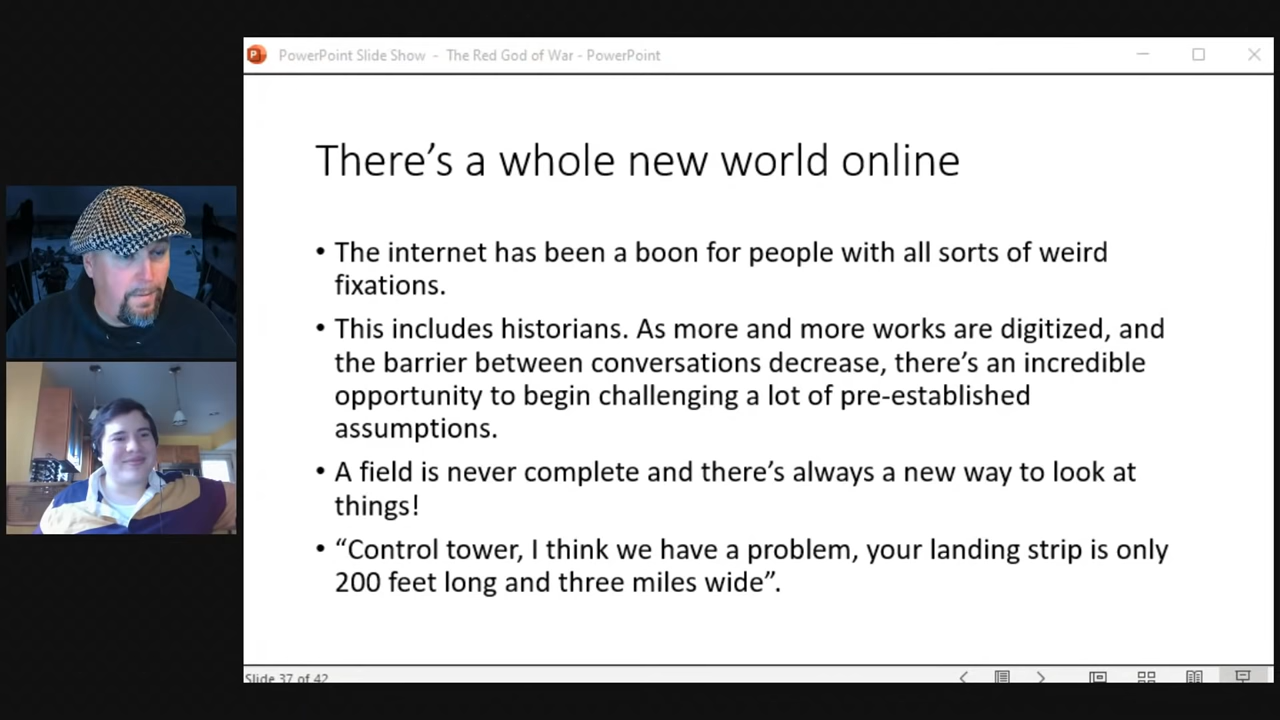 PowerPoint Slide Show - The Red God of War - PowerPoint
There’s a whole new world online
• The internet has been a boon for people with all sorts of weird
fixations.
• This includes historians. As more and more works are digitized, and
the barrier between conversations decrease, there’s an incredible
opportunity to begin challenging a lot of pre-established
assumptions.
• A field is never complete and there’s always a new way to look at
things!
• “Control tower, I think we have a problem, your landing strip is only
200 feet long and three miles wide”.
Slide 37 of 42